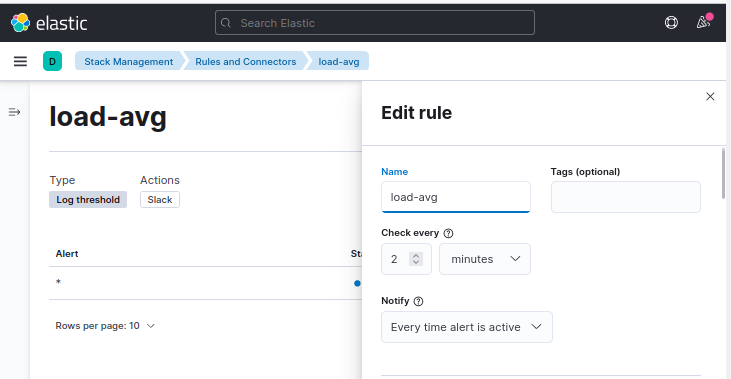 elastic
Search Elastic
D
Stack Management
Rules and Connectors
load-avg
load-avg
Type
Actions
Log threshold
Slack
Alert
*
Rows per page: 10
Edit rule
Name
Tags (optional)
load-avg
Check every
2
minutes
Notify
Every time alert is active